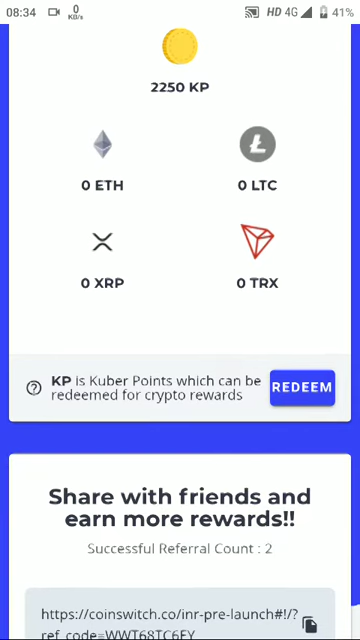 08:34 0 KB/s HD 4G 41%
2250 KP
0 ETH 0 LTC
0 XRP 0 TRX
KP is Kuber Points which can be
redeemed for crypto rewards
REDEEM
Share with friends and
earn more rewards!!
Successful Referral Count : 2
https://coinswitch.co/inr-pre-launch#!/?
ref_code=WWT68TC6EY